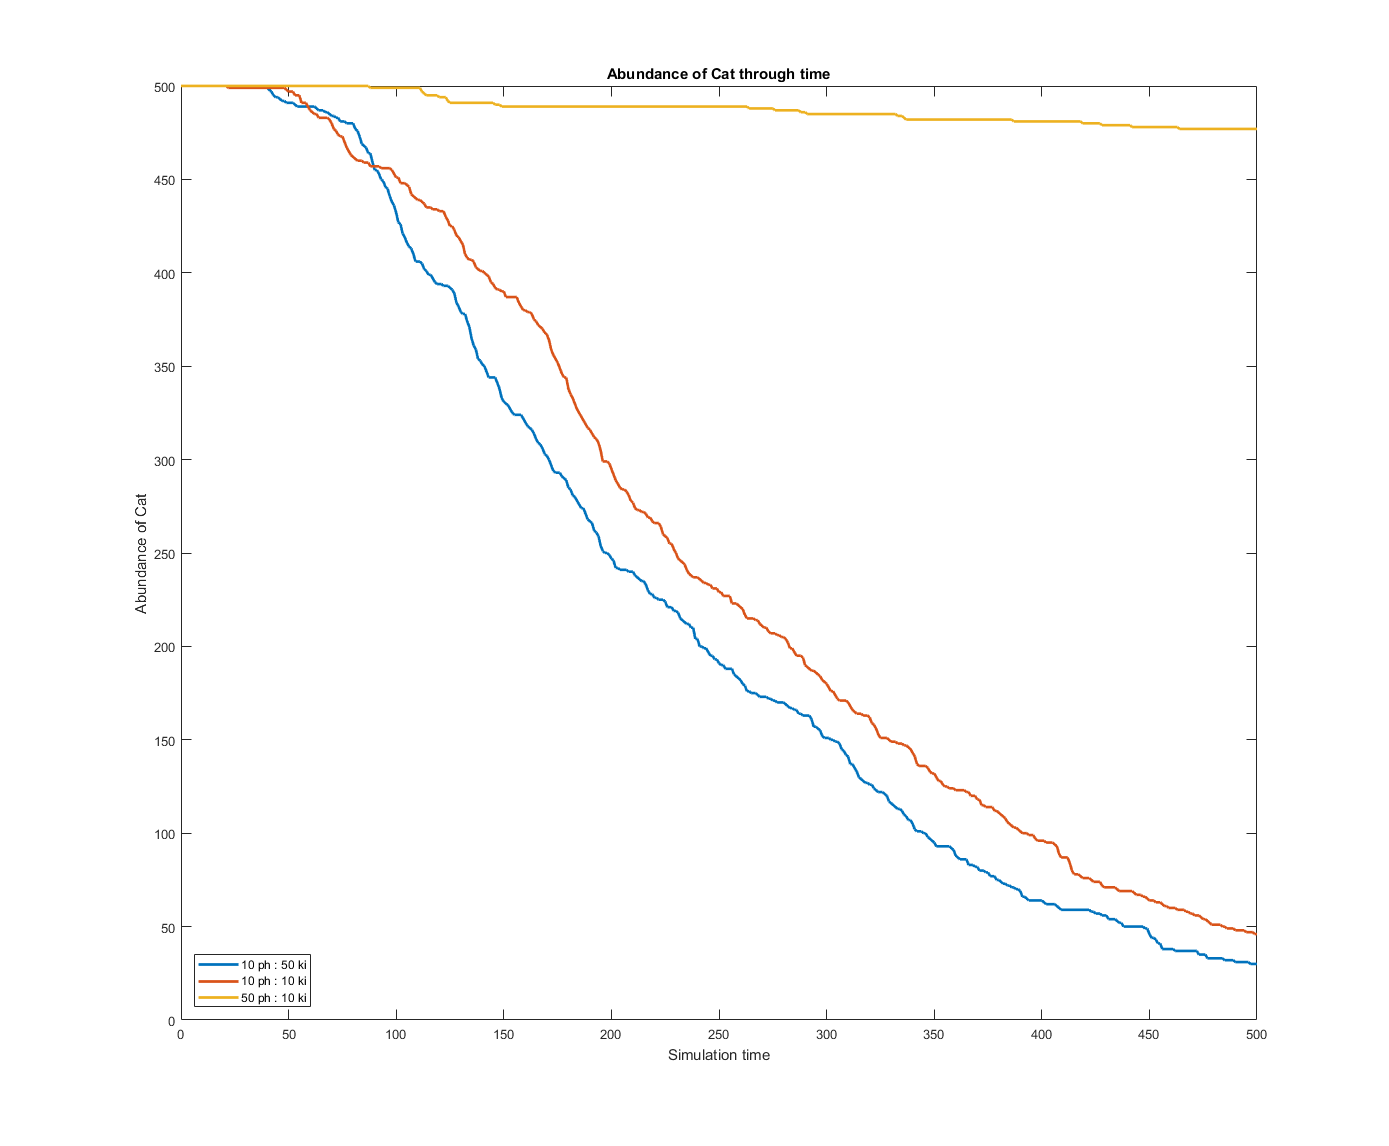 Abundance of Cat through time
500
450
400
350
300
250
200
150
100
50
0
Abundance of Cat
10 ph : 50 ki
10 ph : 10 ki
50 ph : 10 ki
0 50 100 150 200 250 300 350 400 450 500
Simulation time